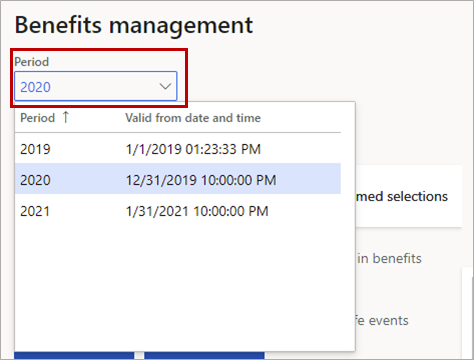 Benefits management
Period
2020
Period ↑ Valid from date and time
2019 1/1/2019 01:23:33 PM
2020 12/31/2019 10:00:00 PM
2021 1/31/2021 10:00:00 PM
med selections
in benefits
fe events